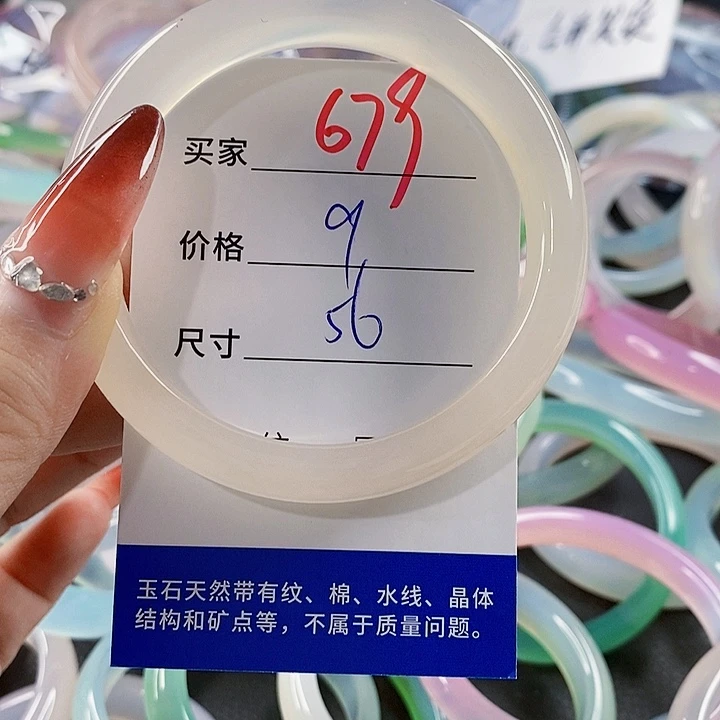 买家 679
价格 9
尺寸 56
玉石天然带有纹、棉、水线、晶体
结构和矿点等，不属于质量问题。